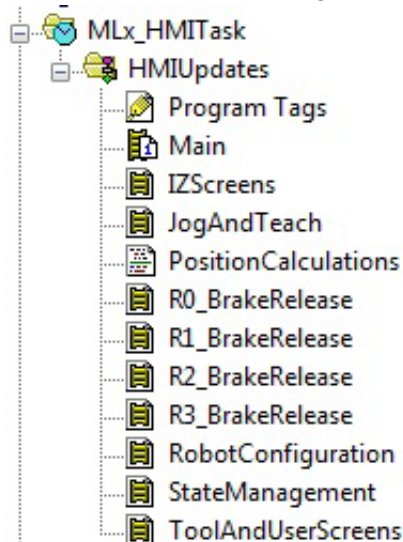 MLx_HMITask
HMIUpdates
Program Tags
Main
IZScreens
JogAndTeach
PositionCalculations
R0_BrakeRelease
R1_BrakeRelease
R2_BrakeRelease
R3_BrakeRelease
RobotConfiguration
StateManagement
ToolAndUserScreens